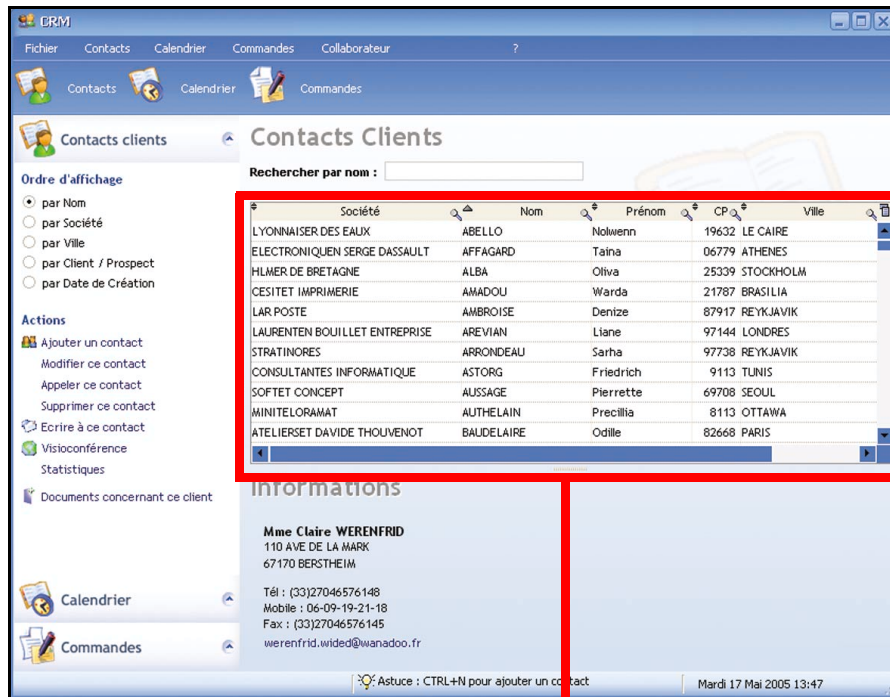 CRM
Fichier Contacts Calendrier Commandes Collaborateur ?
Contacts Calendrier Commandes
Contacts clients
Ordre d'affichage
par Nom
par Société
par Ville
par Client / Prospect
par Date de Création
Actions
Ajouter un contact
Modifier ce contact
Appeler ce contact
Supprimer ce contact
Ecrire à ce contact
Visioconférence
Statistiques
Documents concernant ce client
Calendrier
Commandes
Contacts Clients
Rechercher par nom :
Société Nom Prénom CP Ville
LYONNAISER DES EAUX ABELLO Nolwenn 19632 LE CAIRE
ELECTRONIQUEN SERGE DASSAULT AFFAGARD Taina 06779 ATHENES
HLMER DE BRETAGNE ALBA Oliva 25339 STOCKHOLM
CESITET IMPRIMERIE AMADOU Warda 21787 BRASILIA
LAR POSTE AMBROISE Denize 87917 REYKJAVIK
LAURENTEN BOUILLET ENTREPRISE AREVIAN Liane 97144 LONDRES
STRATINORES ARRONDEAU Sarha 97738 REYKJAVIK
CONSULTANTES INFORMATIQUE ASTORG Friedrich 9113 TUNIS
SOFTET CONCEPT AUSSAGE Pierrette 69708 SEOUL
MINITELORAMAT AUTHELAIN Precillia 8113 OTTAWA
ATELIERSET DAVIDE THOUVENOT BAUDELAIRE Odille 82668 PARIS
Informations
Mme Claire WERENFRID
110 AVE DE LA MARK
67170 BERSTHEIM
Tél : (33)27046576148
Mobile : 06-09-19-21-18
Fax : (33)27046576145
werenfrid.wided@wanadoo.fr
Astuce : CTRL+N pour ajouter un contact
Mardi 17 Mai 2005 13:47